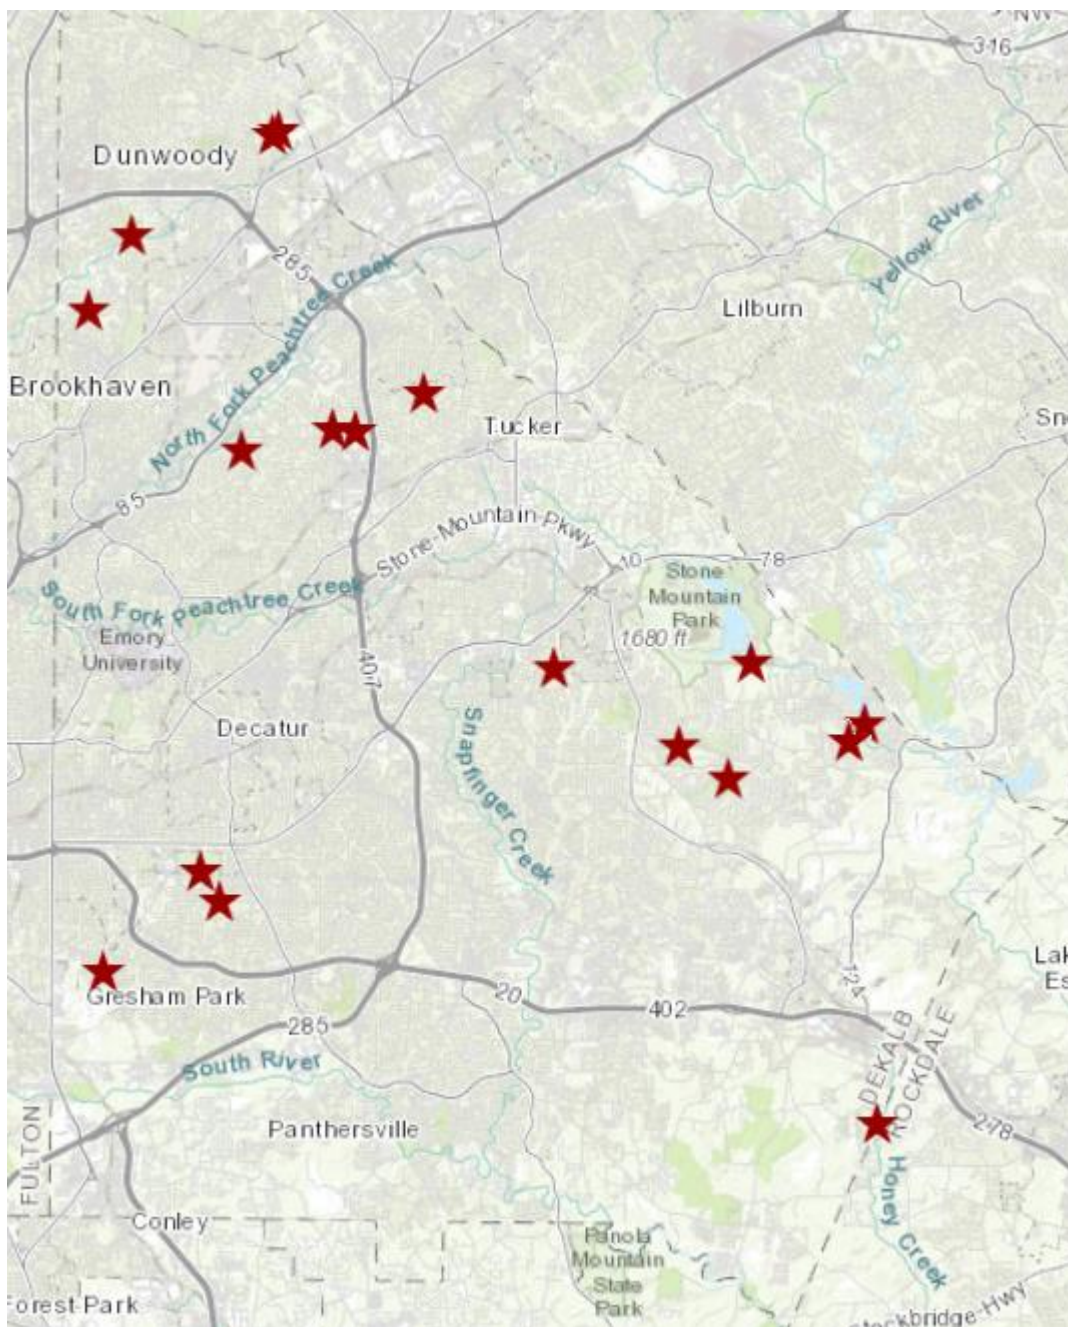 NW
316
Dunwoody
Yellow River
285
North Fork Peachtree Creek
Lilburn
Brookhaven
Tucker
Sn
85
Stone-Mountain-Pkwy
10
78
Stone
Mountain
Park
South Fork Peachtree Creek
1680 ft
Emory
University
407
Decatur
Snapfinger Creek
Lak
Es
124
Gresham Park
20
402
285
South River
DEKALB
ROCKDALE
278
Panthersville
FULTON
Honey Creek
Conley
Panola
Mountain
State
Park
Forest Park
ckbridge-Hwy